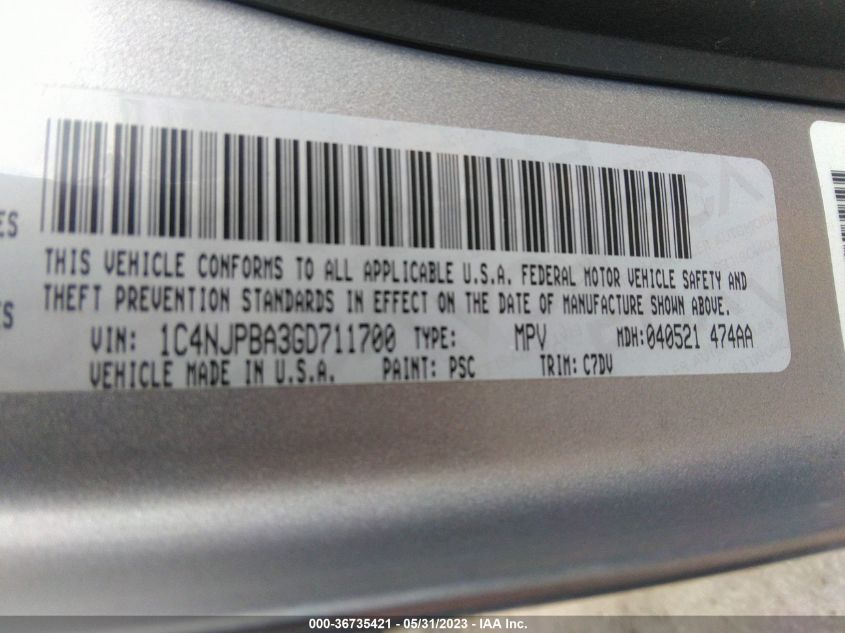 ES
ES
THIS VEHICLE CONFORMS TO ALL APPLICABLE U.S.A. FEDERAL MOTOR VEHICLE SAFETY AND
THEFT PREVENTION STANDARDS IN EFFECT ON THE DATE OF MANUFACTURE SHOWN ABOVE.
VIN: 1C4NJPBA3GD711700 TYPE: MPV MDH: 040521 474AA
VEHICLE MADE IN U.S.A. PAINT: PSC TRIM: C7DV
000-36735421 - 05/31/2023 - IAA Inc.